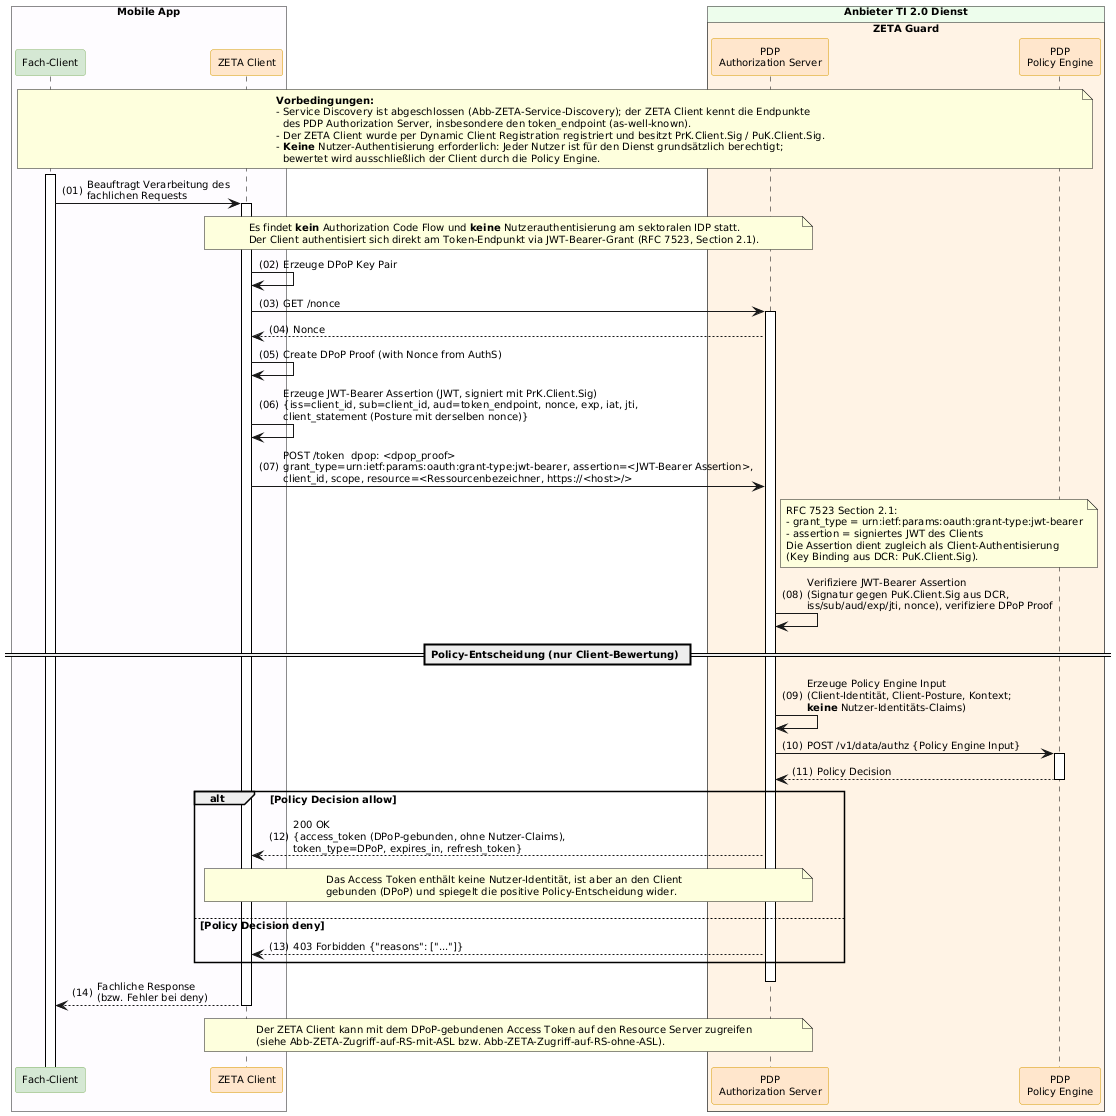 Mobile App
Anbieter TI 2.0 Dienst
ZETA Guard
Fach-Client
ZETA Client
PDP
Authorization Server
PDP
Policy Engine
Vorbedingungen:
- Service Discovery ist abgeschlossen (Abb-ZETA-Service-Discovery); der ZETA Client kennt die Endpunkte
des PDP Authorization Server, insbesondere den token_endpoint (as-well-known).
- Der ZETA Client wurde per Dynamic Client Registration registriert und besitzt PrK.Client.Sig / PuK.Client.Sig.
- Keine Nutzer-Authentisierung erforderlich: Jeder Nutzer ist für den Dienst grundsätzlich berechtigt;
bewertet wird ausschließlich der Client durch die Policy Engine.
(01) Beauftragt Verarbeitung des
fachlichen Requests
Es findet kein Authorization Code Flow und keine Nutzerauthentisierung am sektoralen IDP statt.
Der Client authentisiert sich direkt am Token-Endpunkt via JWT-Bearer-Grant (RFC 7523, Section 2.1).
(02) Erzeuge DPoP Key Pair
(03) GET /nonce
(04) Nonce
(05) Create DPoP Proof (with Nonce from AuthS)
Erzeuge JWT-Bearer Assertion (JWT, signiert mit PrK.Client.Sig)
(06) {iss=client_id, sub=client_id, aud=token_endpoint, nonce, exp, iat, jti,
client_statement (Posture mit derselben nonce)}
POST /token  dpop: <dpop_proof>
(07) grant_type=urn:ietf:params:oauth:grant-type:jwt-bearer, assertion=<JWT-Bearer Assertion>,
client_id, scope, resource=<Ressourcenbezeichner, https://<host>/>
RFC 7523 Section 2.1:
- grant_type = urn:ietf:params:oauth:grant-type:jwt-bearer
- assertion = signiertes JWT des Clients
Die Assertion dient zugleich als Client-Authentisierung
(Key Binding aus DCR: PuK.Client.Sig).
Verifiziere JWT-Bearer Assertion
(08) (Signatur gegen PuK.Client.Sig aus DCR,
iss/sub/aud/exp/jti, nonce), verifiziere DPoP Proof
Policy-Entscheidung (nur Client-Bewertung)
Erzeuge Policy Engine Input
(09) (Client-Identität, Client-Posture, Kontext;
keine Nutzer-Identitäts-Claims)
(10) POST /v1/data/authz {Policy Engine Input}
(11) Policy Decision
alt [Policy Decision allow]
200 OK
(12) {access_token (DPoP-gebunden, ohne Nutzer-Claims),
token_type=DPoP, expires_in, refresh_token}
Das Access Token enthält keine Nutzer-Identität, ist aber an den Client
gebunden (DPoP) und spiegelt die positive Policy-Entscheidung wider.
[Policy Decision deny]
(13) 403 Forbidden {"reasons": ["..."]}
(14) Fachliche Response
(bzw. Fehler bei deny)
Der ZETA Client kann mit dem DPoP-gebundenen Access Token auf den Resource Server zugreifen
(siehe Abb-ZETA-Zugriff-auf-RS-mit-ASL bzw. Abb-ZETA-Zugriff-auf-RS-ohne-ASL).
Fach-Client
ZETA Client
PDP
Authorization Server
PDP
Policy Engine